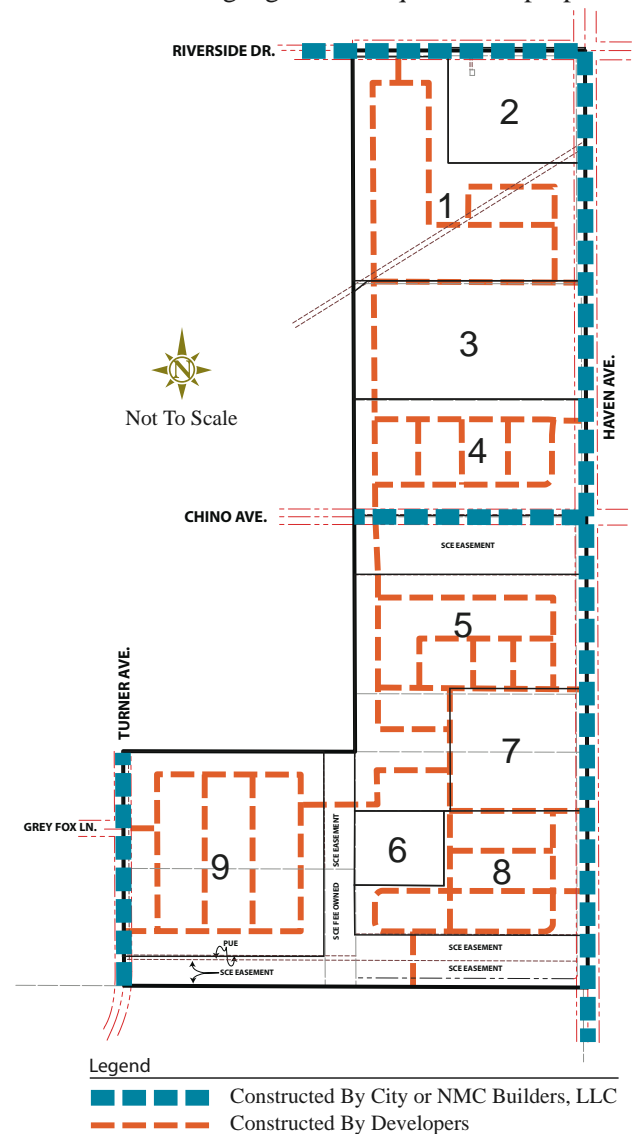 RIVERSIDE DR.
2
1
3
HAVEN AVE.
N
Not To Scale
4
CHINO AVE.
SCE EASEMENT
5
TURNER AVE.
7
GREY FOX LN.
9
SCE EASEMENT
6
8
SCE FEE OWNED
PUE
SCE EASEMENT
SCE EASEMENT
SCE EASEMENT
Legend
Constructed By City or NMC Builders, LLC
Constructed By Developers